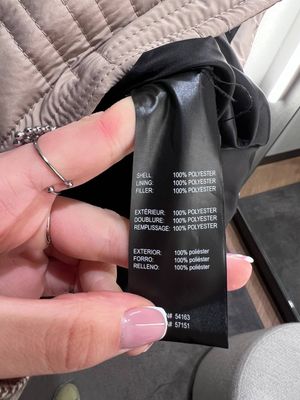 SHELL 100% POLYESTER
LINING: 100% POLYESTER
FILLER: 100% POLYESTER
EXTÉRIEUR: 100% POLYESTER
DOUBLURE: 100% POLYESTER
REMPLISSAGE: 100% POLYESTER
EXTERIOR: 100% poliéster
FORRO: 100% poliéster
RELLENO: 100% poliéster
# 54163
# 57151